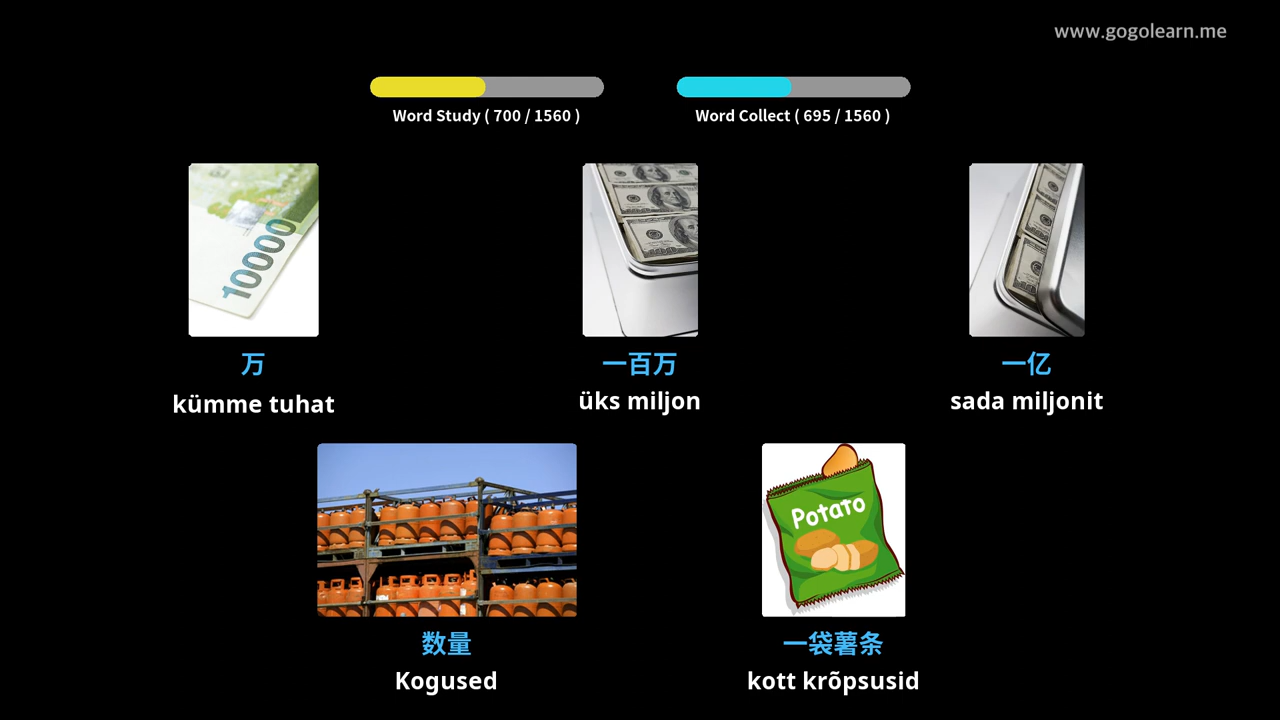 www.gogolearn.me
Word Study ( 700 / 1560 )
Word Collect ( 695 / 1560 )
10000
万
kümme tuhat
一百万
üks miljon
一亿
sada miljonit
Potato
数量
Kogused
一袋薯条
kott krõpsusid